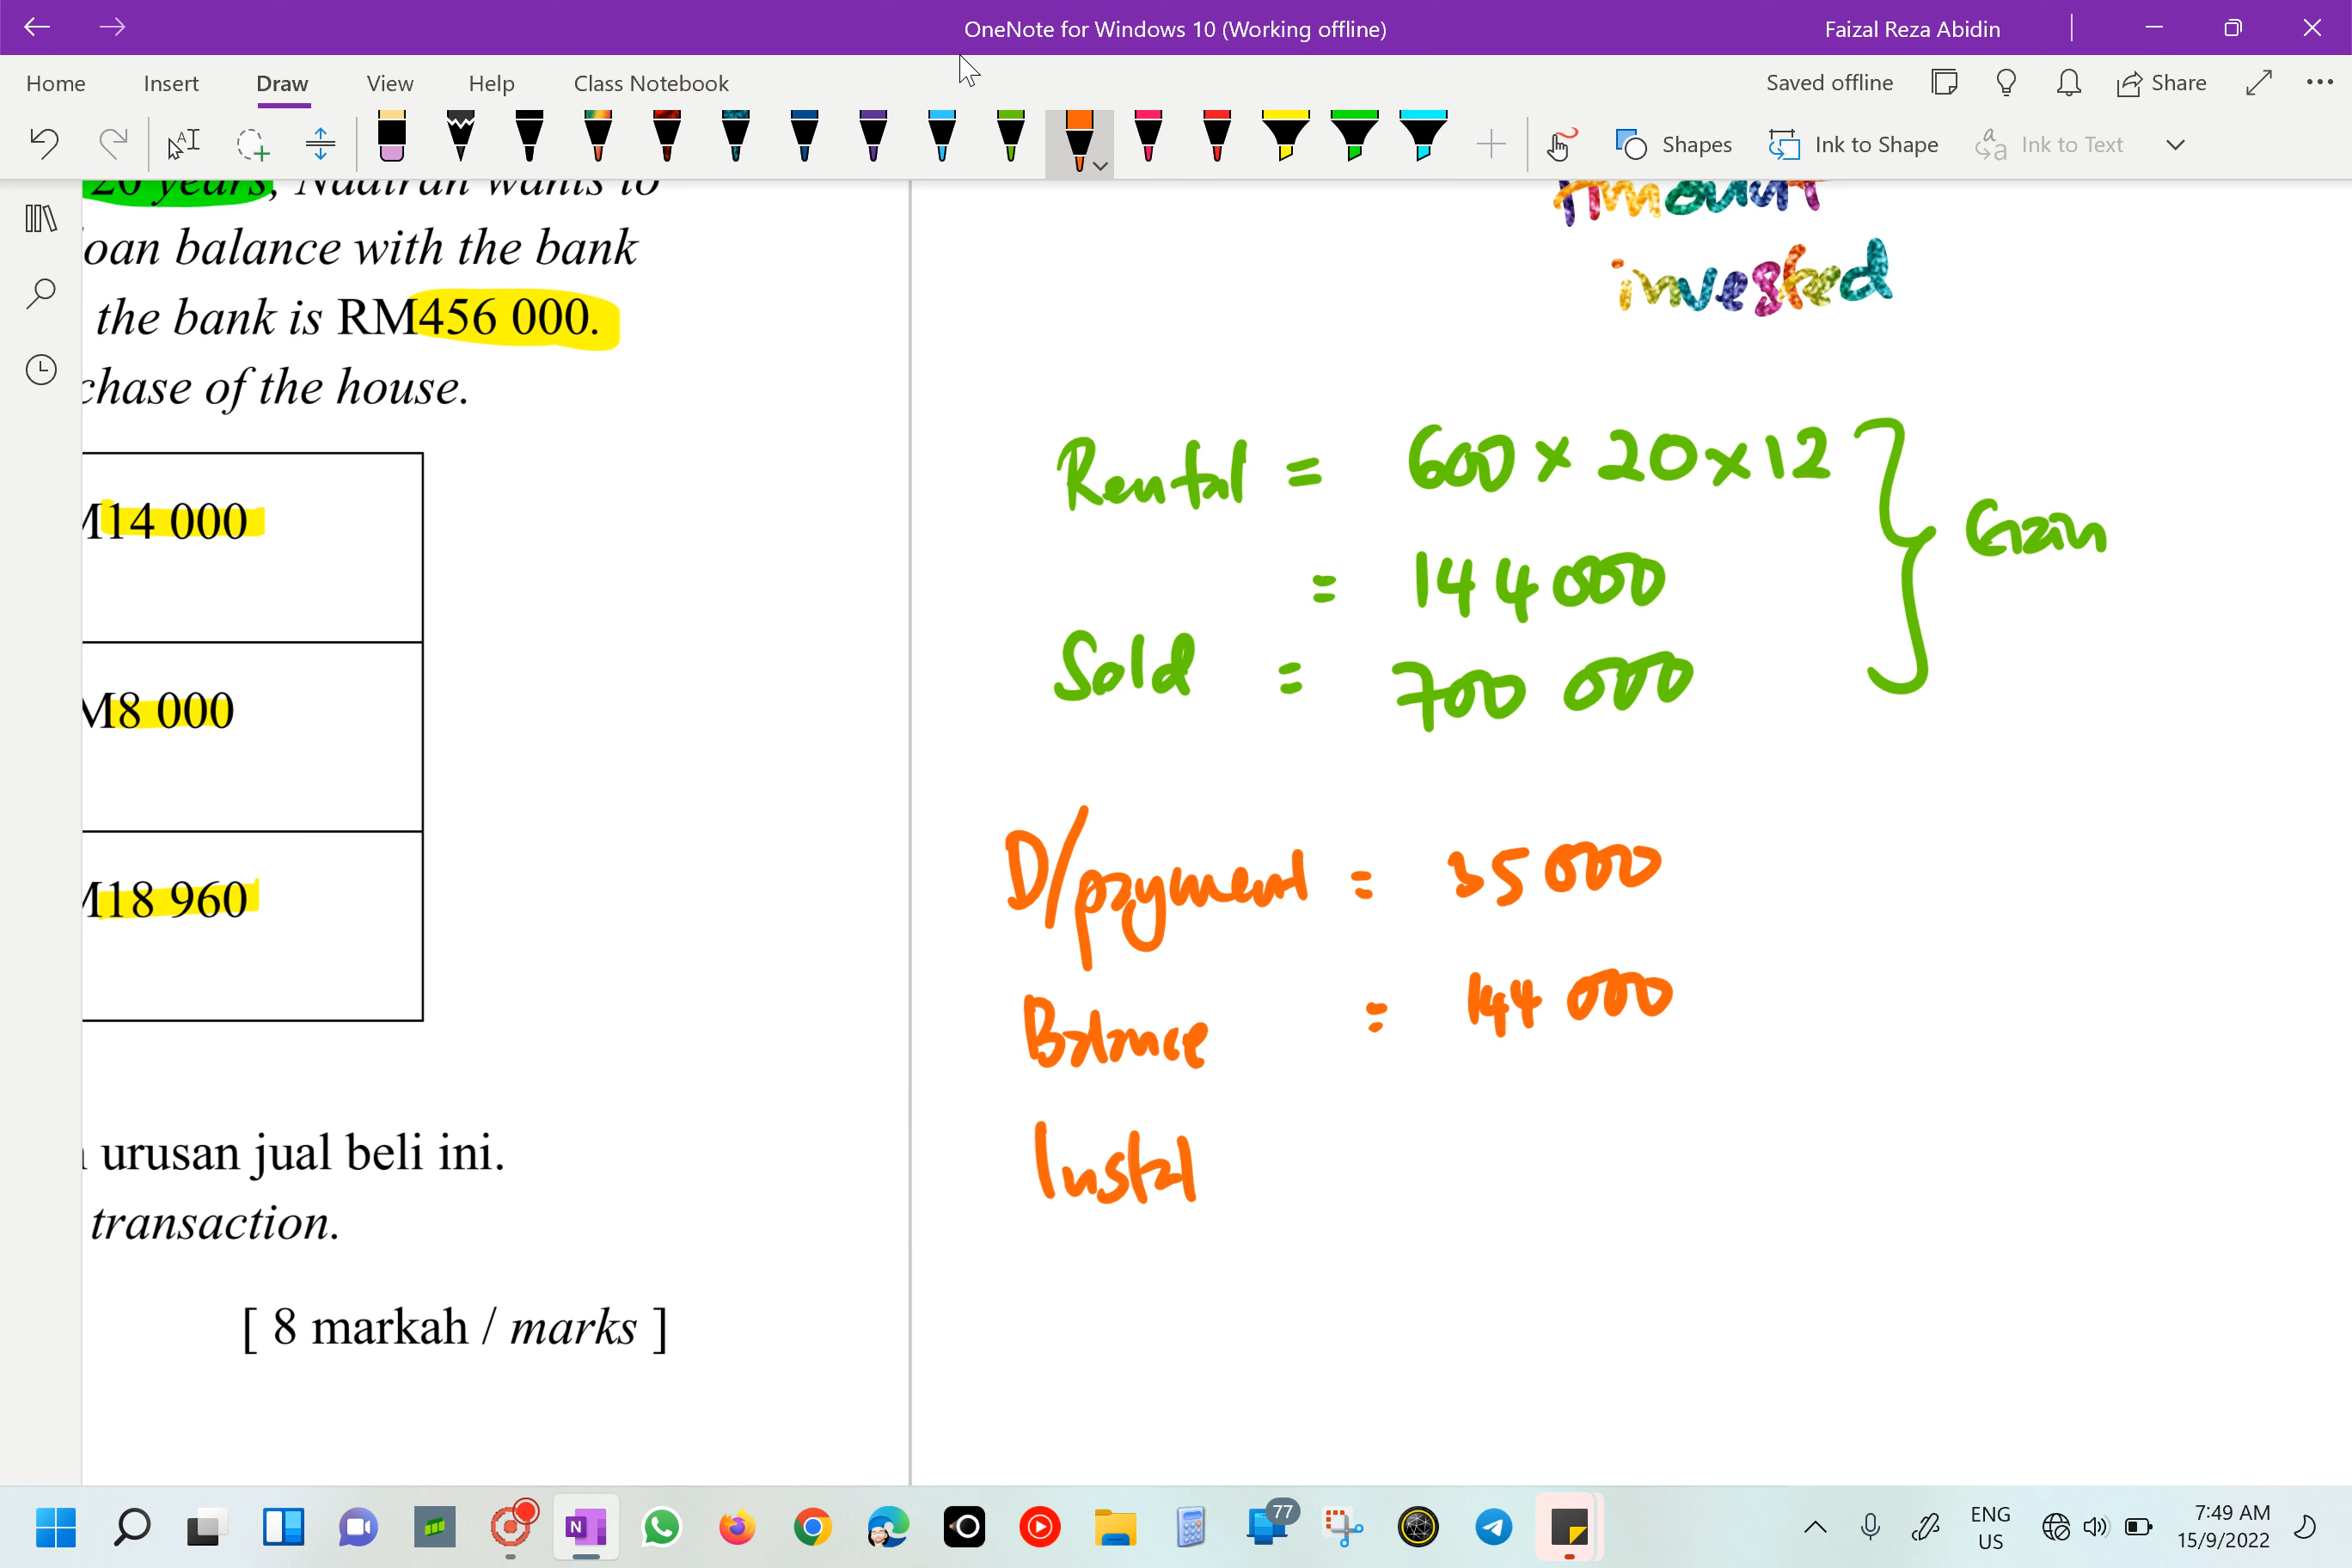 OneNote for Windows 10 (Working offline)
Faizal Reza Abidin
Home Insert Draw View Help Class Notebook
Saved offline Share
Shapes Ink to Shape Ink to Text
20 years, Naairah wants to
oan balance with the bank
the bank is RM456 000.
chase of the house.
M14 000
M8 000
M18 960
urusan jual beli ini.
transaction.
[ 8 markah / marks ]
Amount
invested
Rental = 600 × 20 × 12
Gain
= 144 000
Sold = 700 000
D/payment = 35 000
Balance = 144 000
Instal
77
ENG
US
7:49 AM
15/9/2022